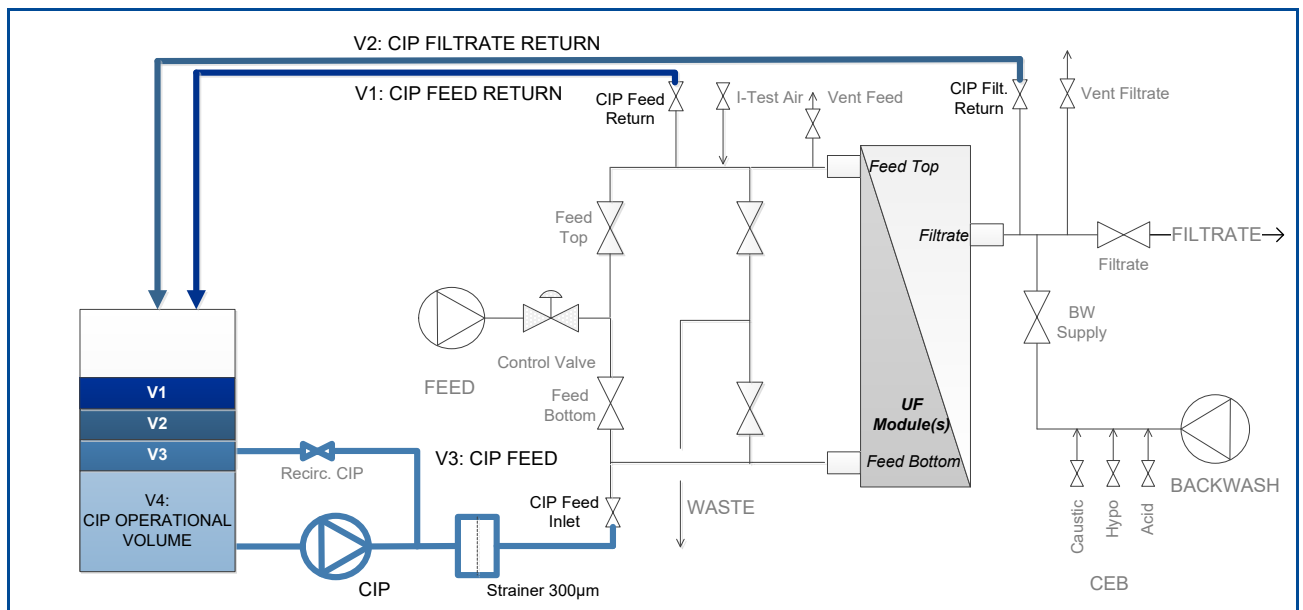 V2: CIP FILTRATE RETURN
V1: CIP FEED RETURN
CIP Feed
Return
I-Test Air
Vent Feed
CIP Filt.
Return
Vent Filtrate
Feed Top
Feed
Top
Filtrate
FILTRATE
Filtrate
BW
Supply
Control Valve
FEED
Feed
Bottom
V1
V2
V3
V4:
CIP OPERATIONAL
VOLUME
Recirc. CIP
V3: CIP FEED
CIP Feed
Inlet
CIP
Strainer 300µm
WASTE
UF
Module(s)
Feed Bottom
BACKWASH
Caustic
Hypo
Acid
CEB